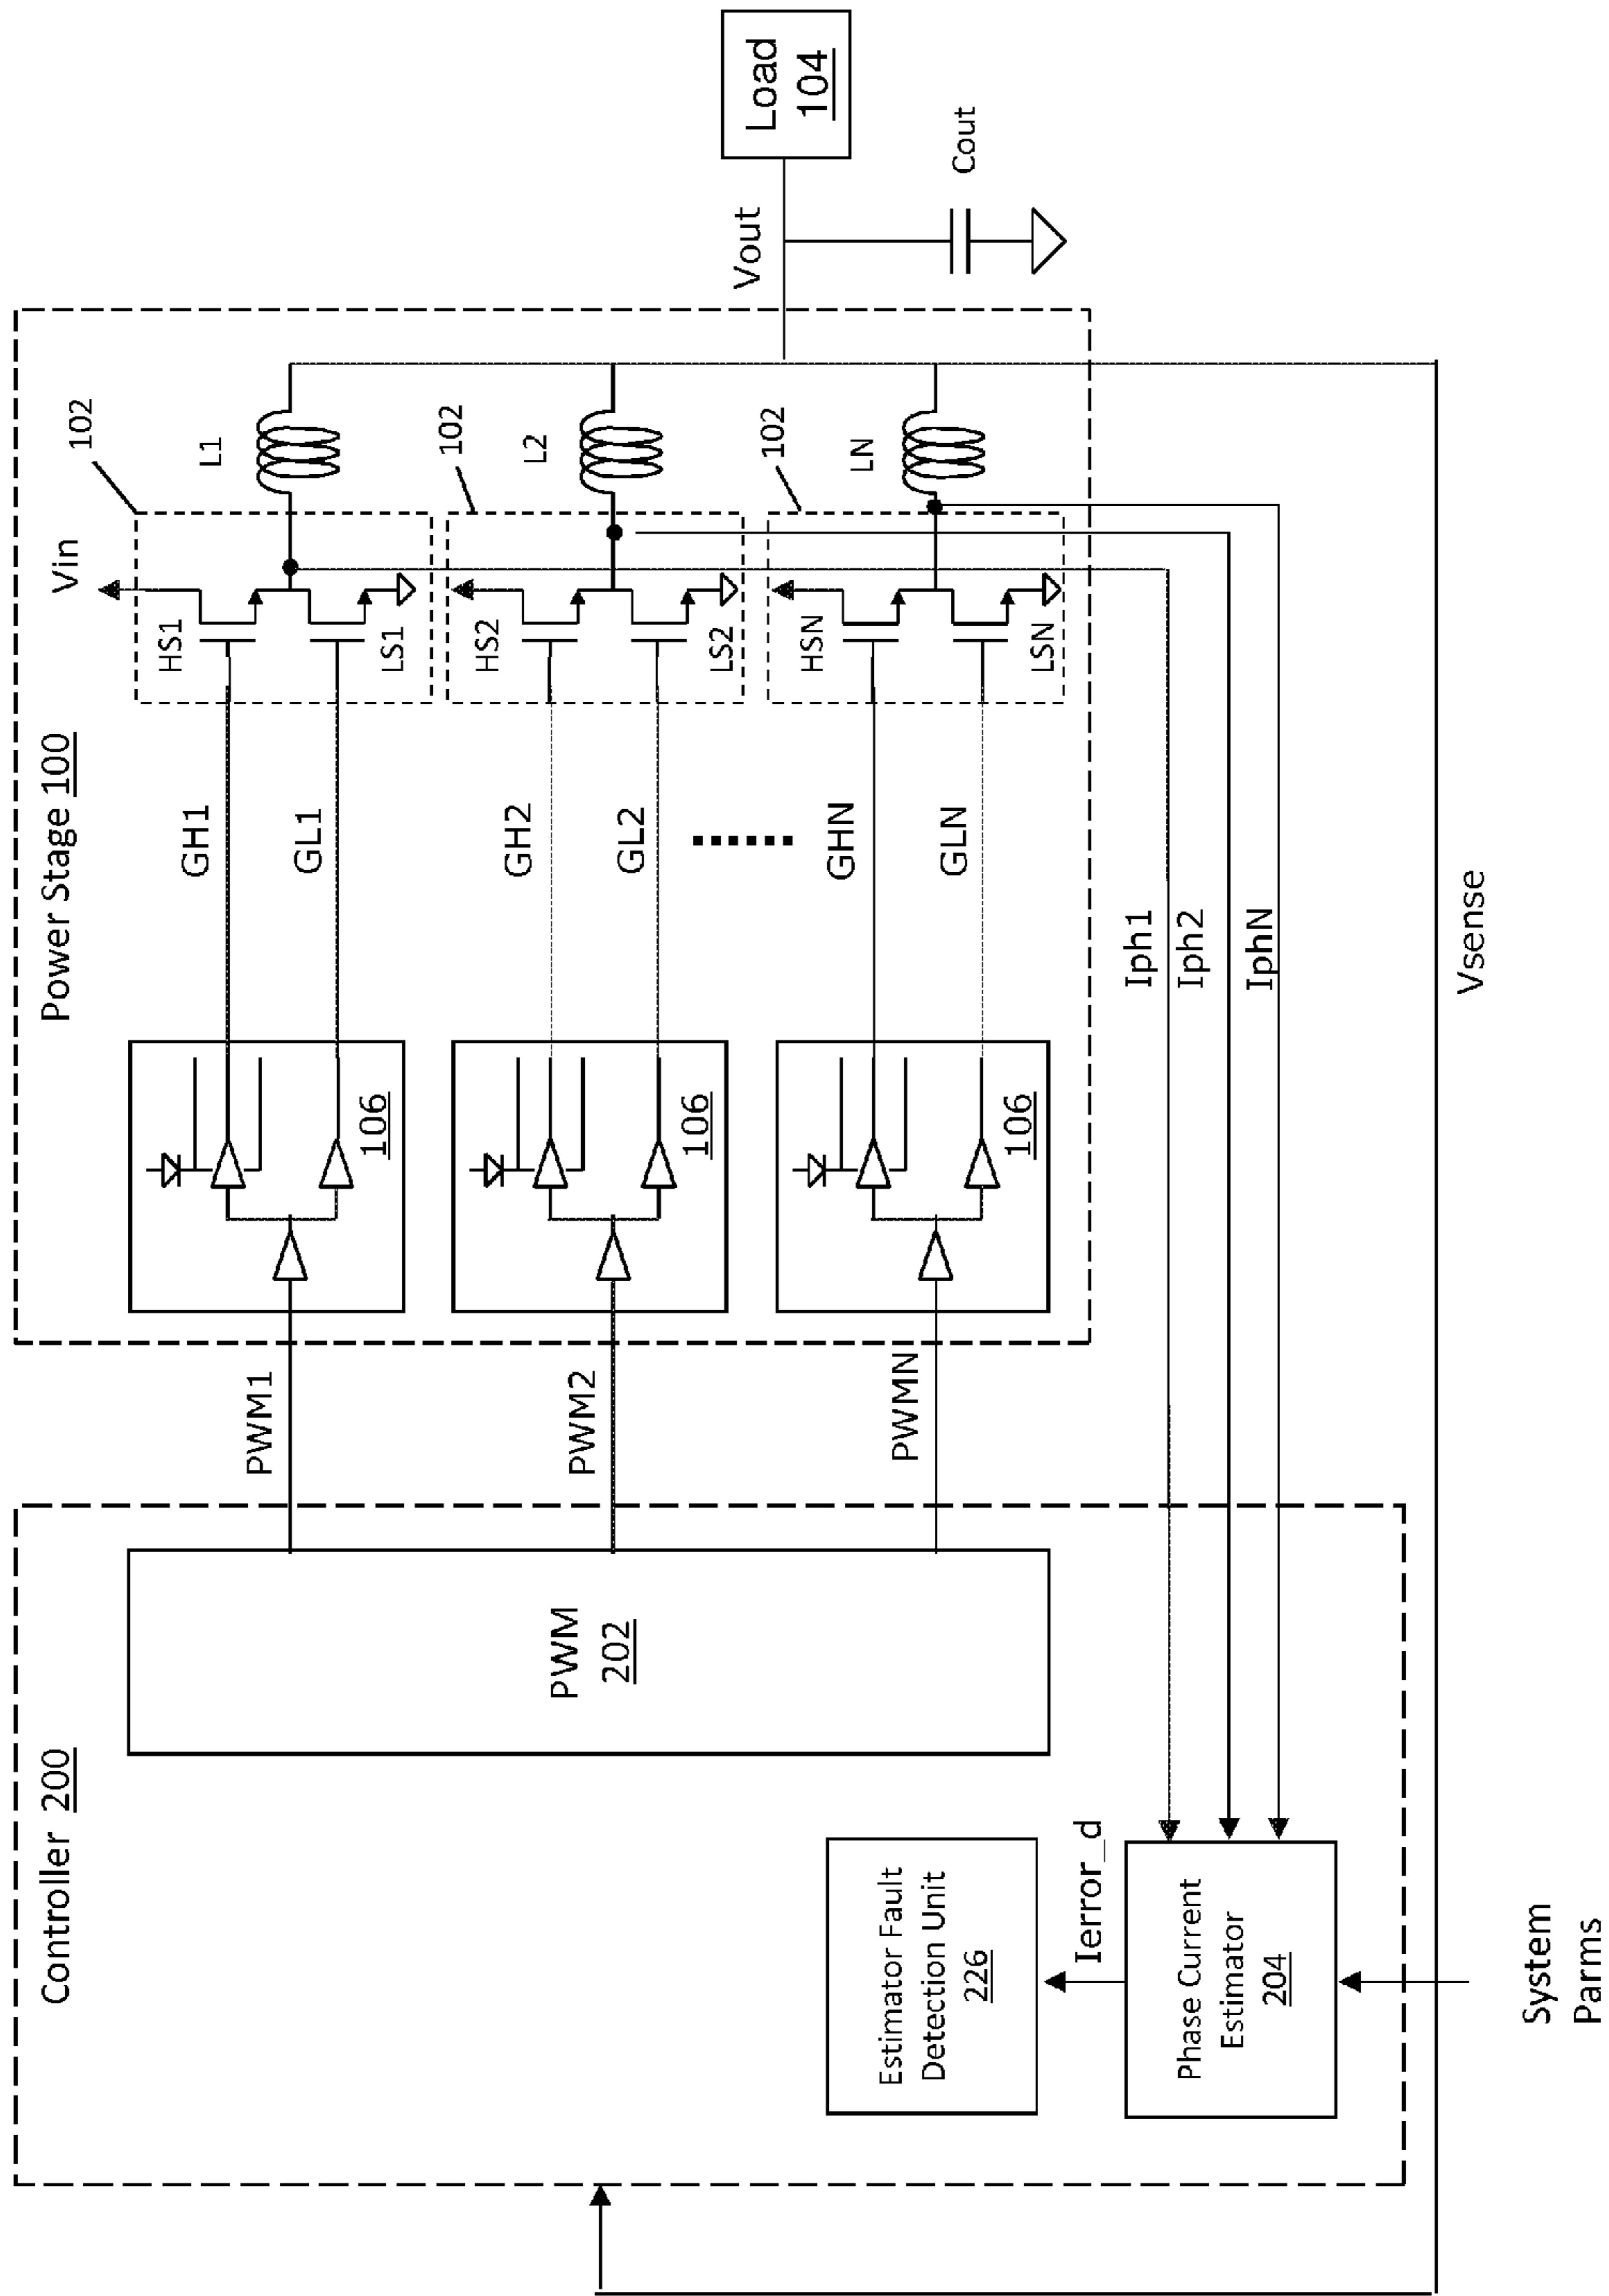 Controller 200
PWM
202
Estimator Fault
Detection Unit
226
Ierror_d
Phase Current
Estimator
204
System
Parms
PWM1
PWM2
PWMN
Power Stage 100
106
106
106
GH1
GL1
GH2
GL2
GHN
GLN
Iph1
Iph2
IphN
Vsense
Vin
102
HS1
LS1
L1
102
HS2
LS2
L2
102
HSN
LSN
LN
Vout
Cout
Load
104